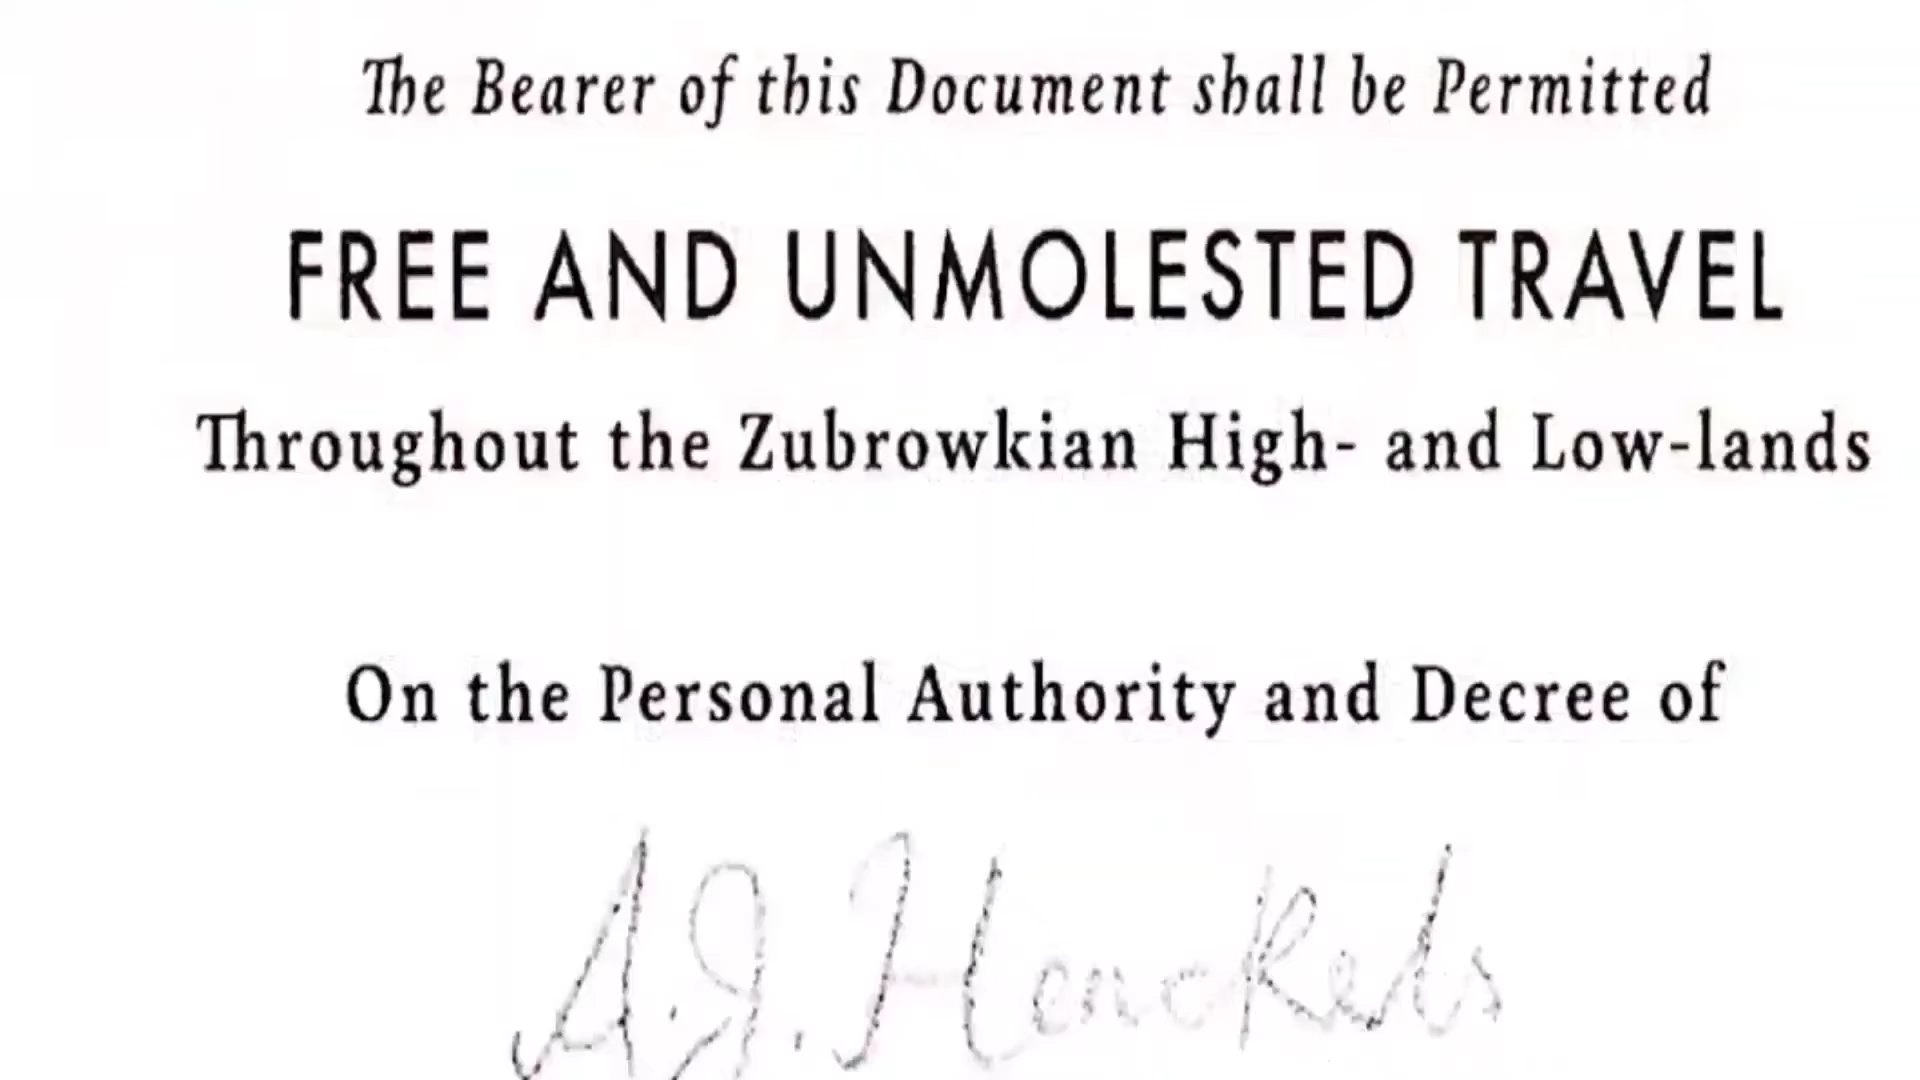 The Bearer of this Document shall be Permitted
FREE AND UNMOLESTED TRAVEL
Throughout the Zubrowkian High- and Low-lands
On the Personal Authority and Decree of
A.J. Henckels